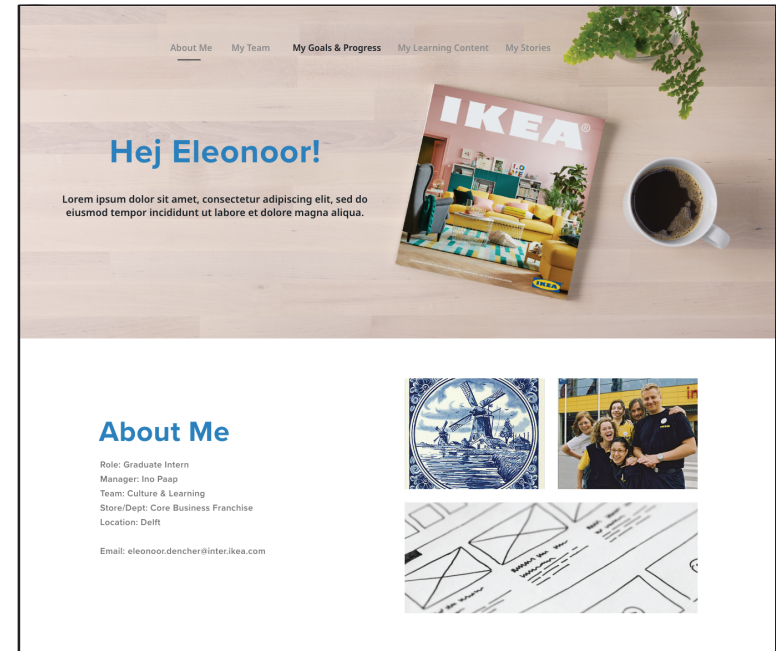 About Me My Team My Goals & Progress My Learning Content My Stories
IKEA®
Hej Eleonoor!
Lorem ipsum dolor sit amet, consectetur adipiscing elit, sed do
eiusmod tempor incididunt ut labore et dolore magna aliqua.
IKEA
About Me
Role: Graduate Intern
Manager: Ino Paap
Team: Culture & Learning
Store/Dept: Core Business Franchise
Location: Delft
Email: eleonoor.dencher@inter.ikea.com